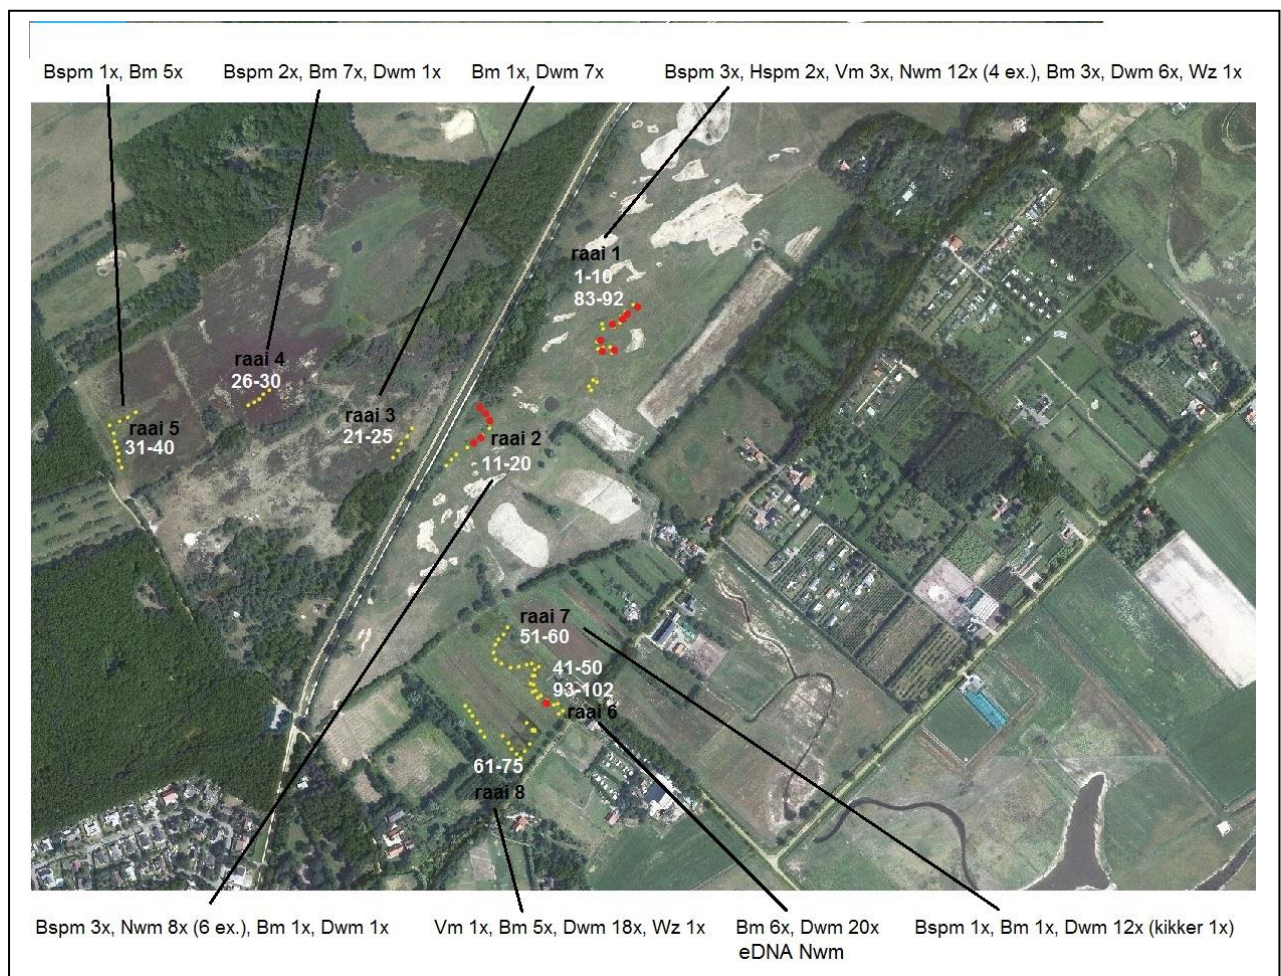 Bspm 1x, Bm 5x
Bspm 2x, Bm 7x, Dwm 1x
Bm 1x, Dwm 7x
Bspm 3x, Hspm 2x, Vm 3x, Nwm 12x (4 ex.), Bm 3x, Dwm 6x, Wz 1x
raai 1
1-10
83-92
raai 4
26-30
raai 3
21-25
raai 5
31-40
raai 2
11-20
raai 7
51-60
41-50
93-102
raai 6
61-75
raai 8
Bspm 3x, Nwm 8x (6 ex.), Bm 1x, Dwm 1x
Vm 1x, Bm 5x, Dwm 18x, Wz 1x
Bm 6x, Dwm 20x
eDNA Nwm
Bspm 1x, Bm 1x, Dwm 12x (kikker 1x)